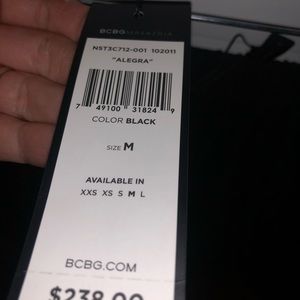 BCBGMAXAZRIA
NST3C712-001 102011
"ALEGRA"
7 49100 31824 9
COLOR BLACK
SIZE M
AVAILABLE IN
XXS XS S M L
BCBG.COM
$238.00